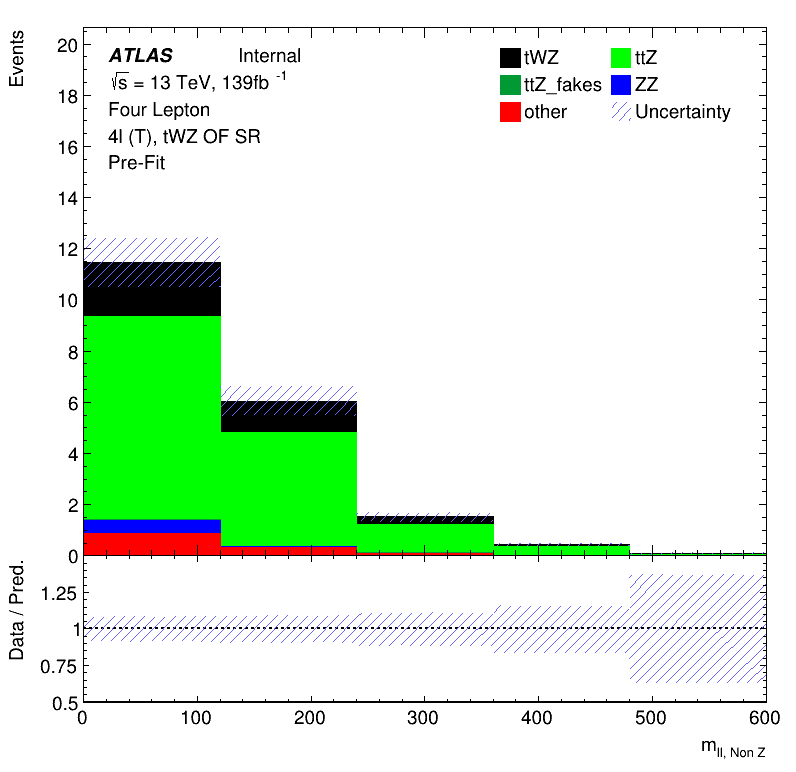 Events
20
18
16
14
12
10
8
6
4
2
0
ATLAS Internal
√s = 13 TeV, 139fb⁻¹
Four Lepton
4l (T), tWZ OF SR
Pre-Fit
tWZ ttZ
ttZ_fakes ZZ
other Uncertainty
Data / Pred.
1.25
1
0.75
0.5
0 100 200 300 400 500 600
m_ll, Non Z